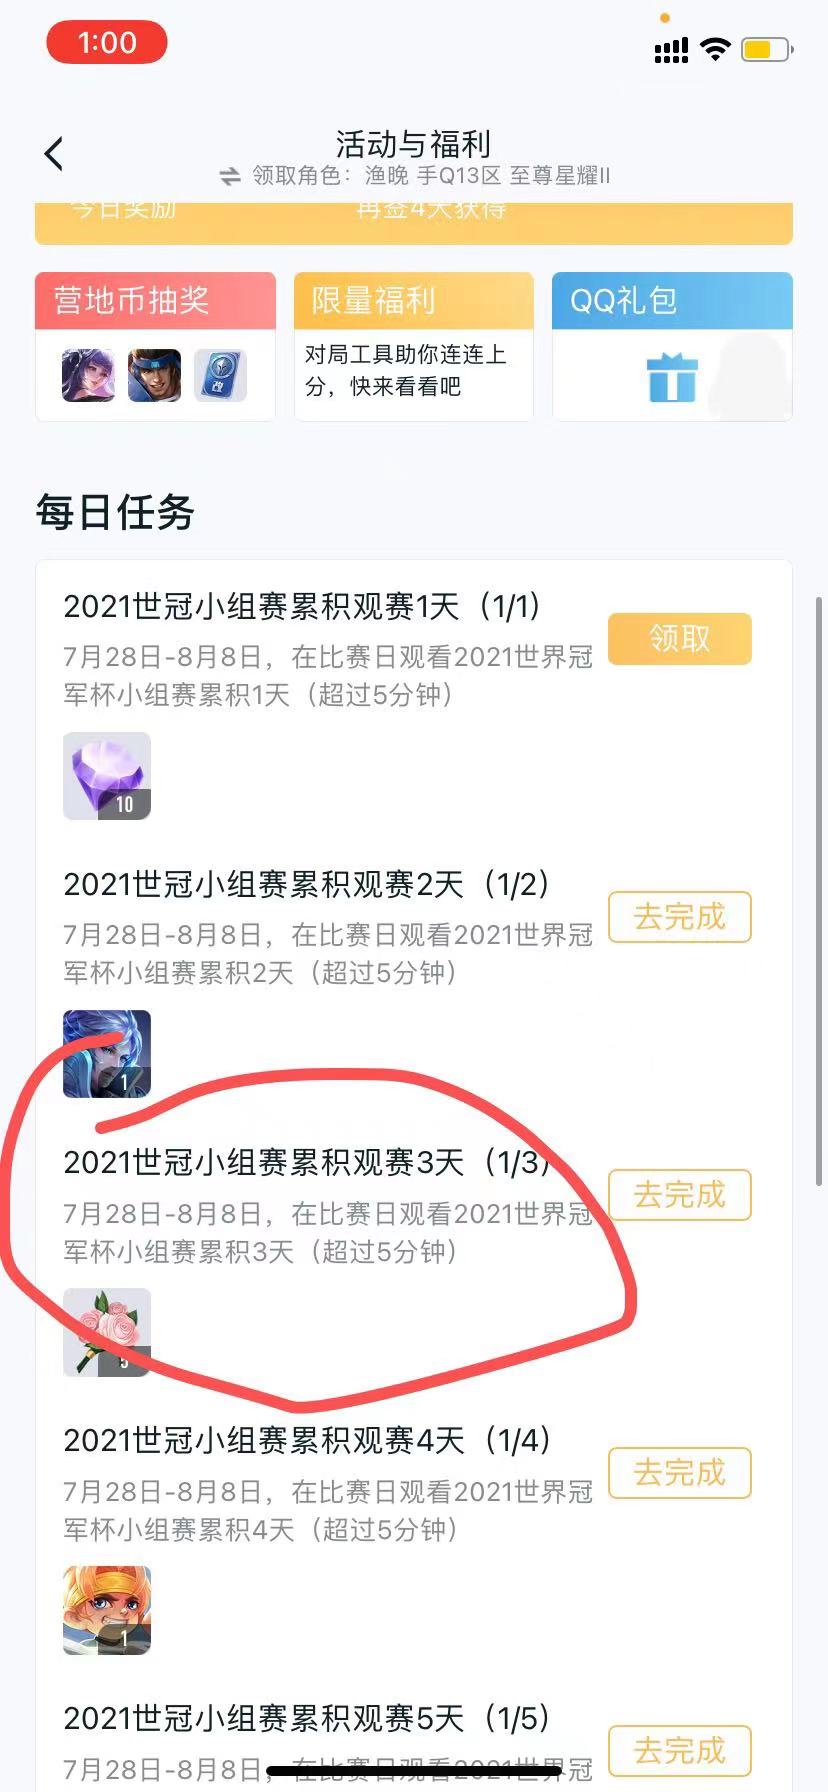 1:00
活动与福利
领取角色：渔晚 手Q13区 至尊星耀II
今日奖励 再签4天获得
营地币抽奖 限量福利 QQ礼包
对局工具助你连连上
分，快来看看吧
改
每日任务
2021世冠小组赛累积观赛1天（1/1）
领取
7月28日-8月8日，在比赛日观看2021世界冠
军杯小组赛累积1天（超过5分钟）
10
2021世冠小组赛累积观赛2天（1/2）
去完成
7月28日-8月8日，在比赛日观看2021世界冠
军杯小组赛累积2天（超过5分钟）
1
2021世冠小组赛累积观赛3天（1/3）
去完成
7月28日-8月8日，在比赛日观看2021世界冠
军杯小组赛累积3天（超过5分钟）
5
2021世冠小组赛累积观赛4天（1/4）
去完成
7月28日-8月8日，在比赛日观看2021世界冠
军杯小组赛累积4天（超过5分钟）
1
2021世冠小组赛累积观赛5天（1/5）
去完成
7月28日-8月8日，在比赛日观看2021世界冠